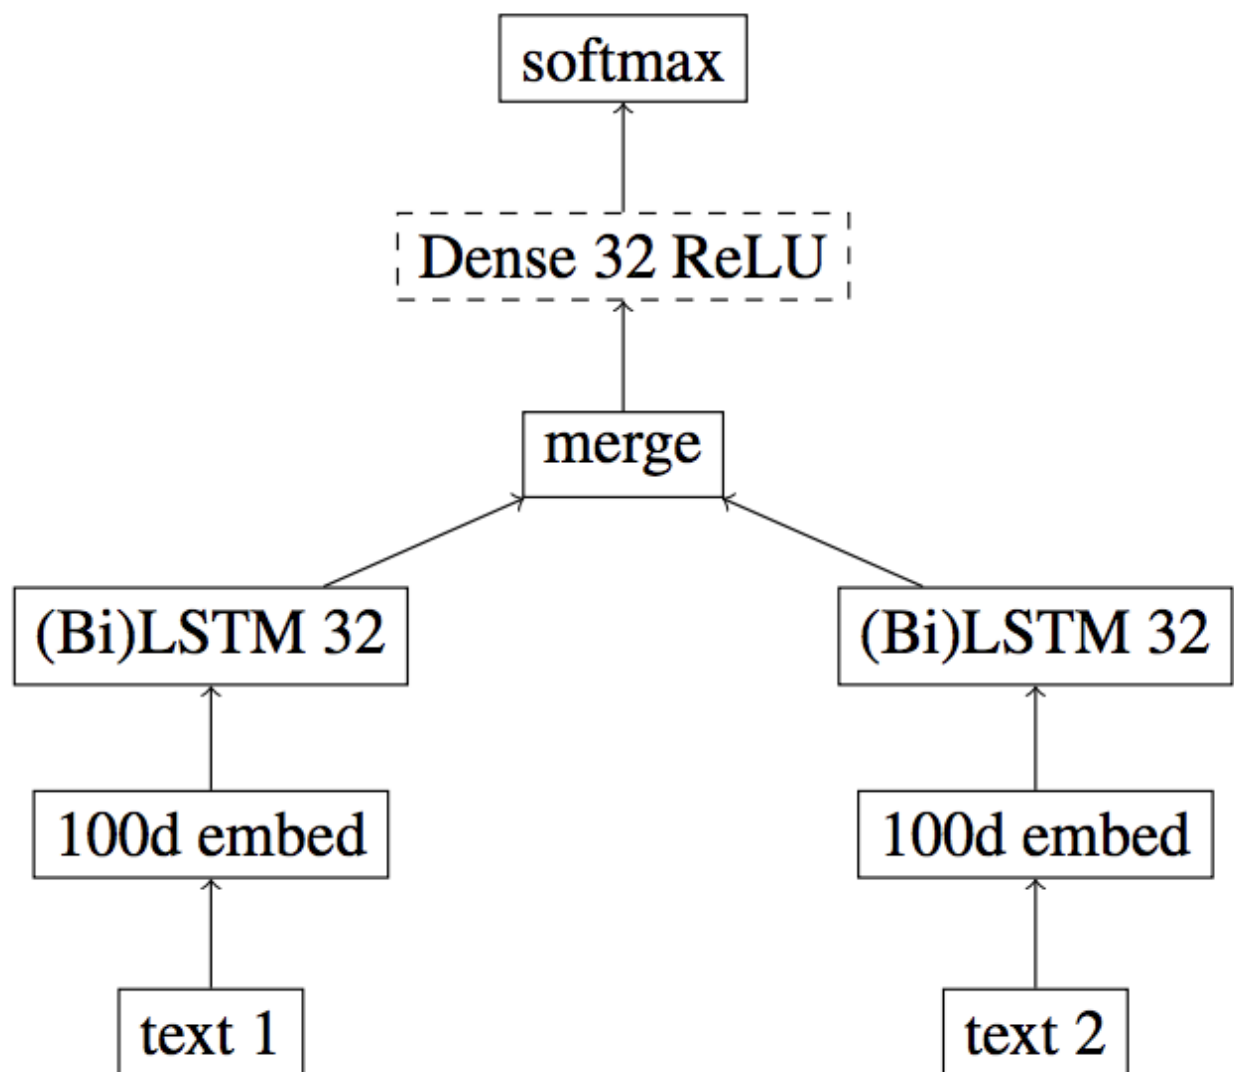 softmax
Dense 32 ReLU
merge
(Bi)LSTM 32
(Bi)LSTM 32
100d embed
100d embed
text 1
text 2